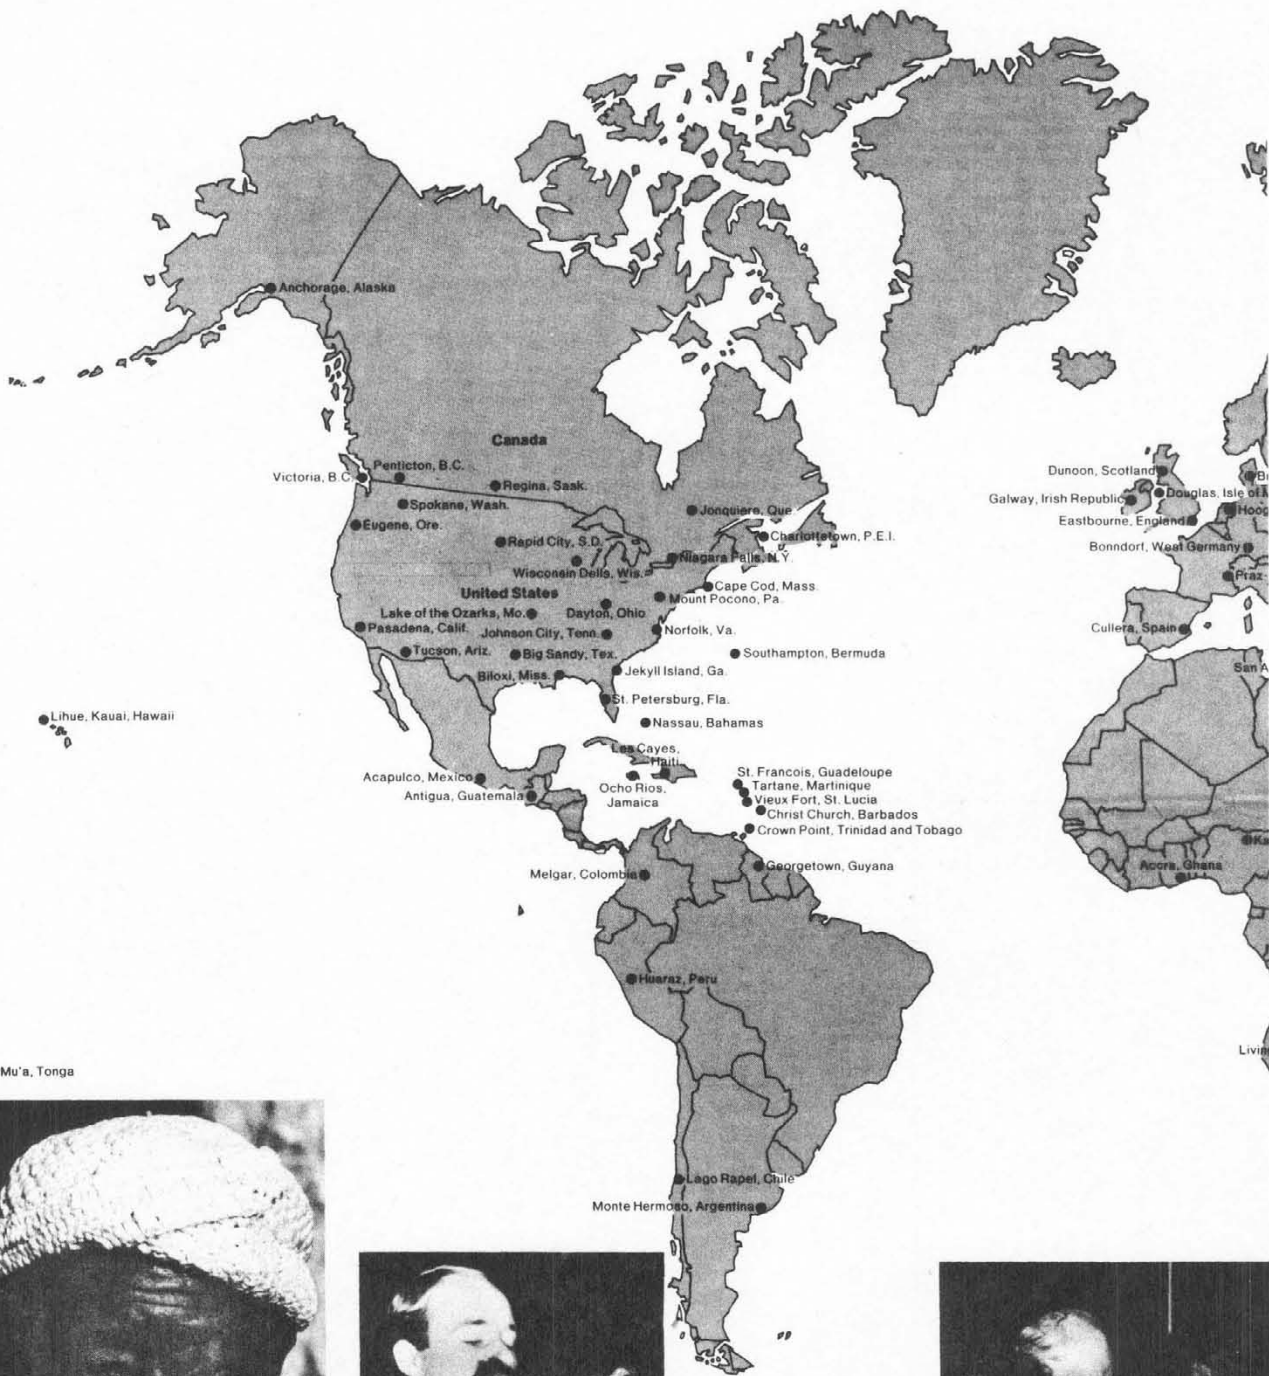 Anchorage, Alaska
Canada
Victoria, B.C.
Penticton, B.C.
Regina, Sask.
Spokane, Wash.
Eugene, Ore.
Jonquiere, Que.
Charlottetown, P.E.I.
Rapid City, S.D.
Niagara Falls, N.Y.
Wisconsin Dells, Wis.
Cape Cod, Mass.
United States
Mount Pocono, Pa.
Lake of the Ozarks, Mo.
Dayton, Ohio
Pasadena, Calif.
Johnson City, Tenn.
Norfolk, Va.
Tucson, Ariz.
Big Sandy, Tex.
Southampton, Bermuda
Biloxi, Miss.
Jekyll Island, Ga.
St. Petersburg, Fla.
Lihue, Kauai, Hawaii
Nassau, Bahamas
Les Cayes,
Haiti
Acapulco, Mexico
Antigua, Guatemala
Ocho Rios,
Jamaica
St. Francois, Guadeloupe
Tartane, Martinique
Vieux Fort, St. Lucia
Christ Church, Barbados
Crown Point, Trinidad and Tobago
Melgar, Colombia
Georgetown, Guyana
Huaraz, Peru
Mu'a, Tonga
Lago Rapel, Chile
Monte Hermoso, Argentina
Dunoon, Scotland
Galway, Irish Republic
Douglas, Isle of
Eastbourne, England
Bonndorf, West Germany
Praz-
Cullera, Spain
San
Accra, Ghana